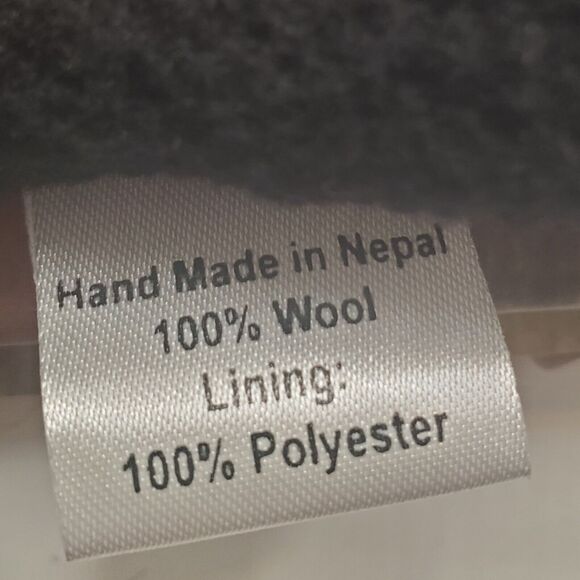 Hand Made in Nepal
100% Wool
Lining:
100% Polyester